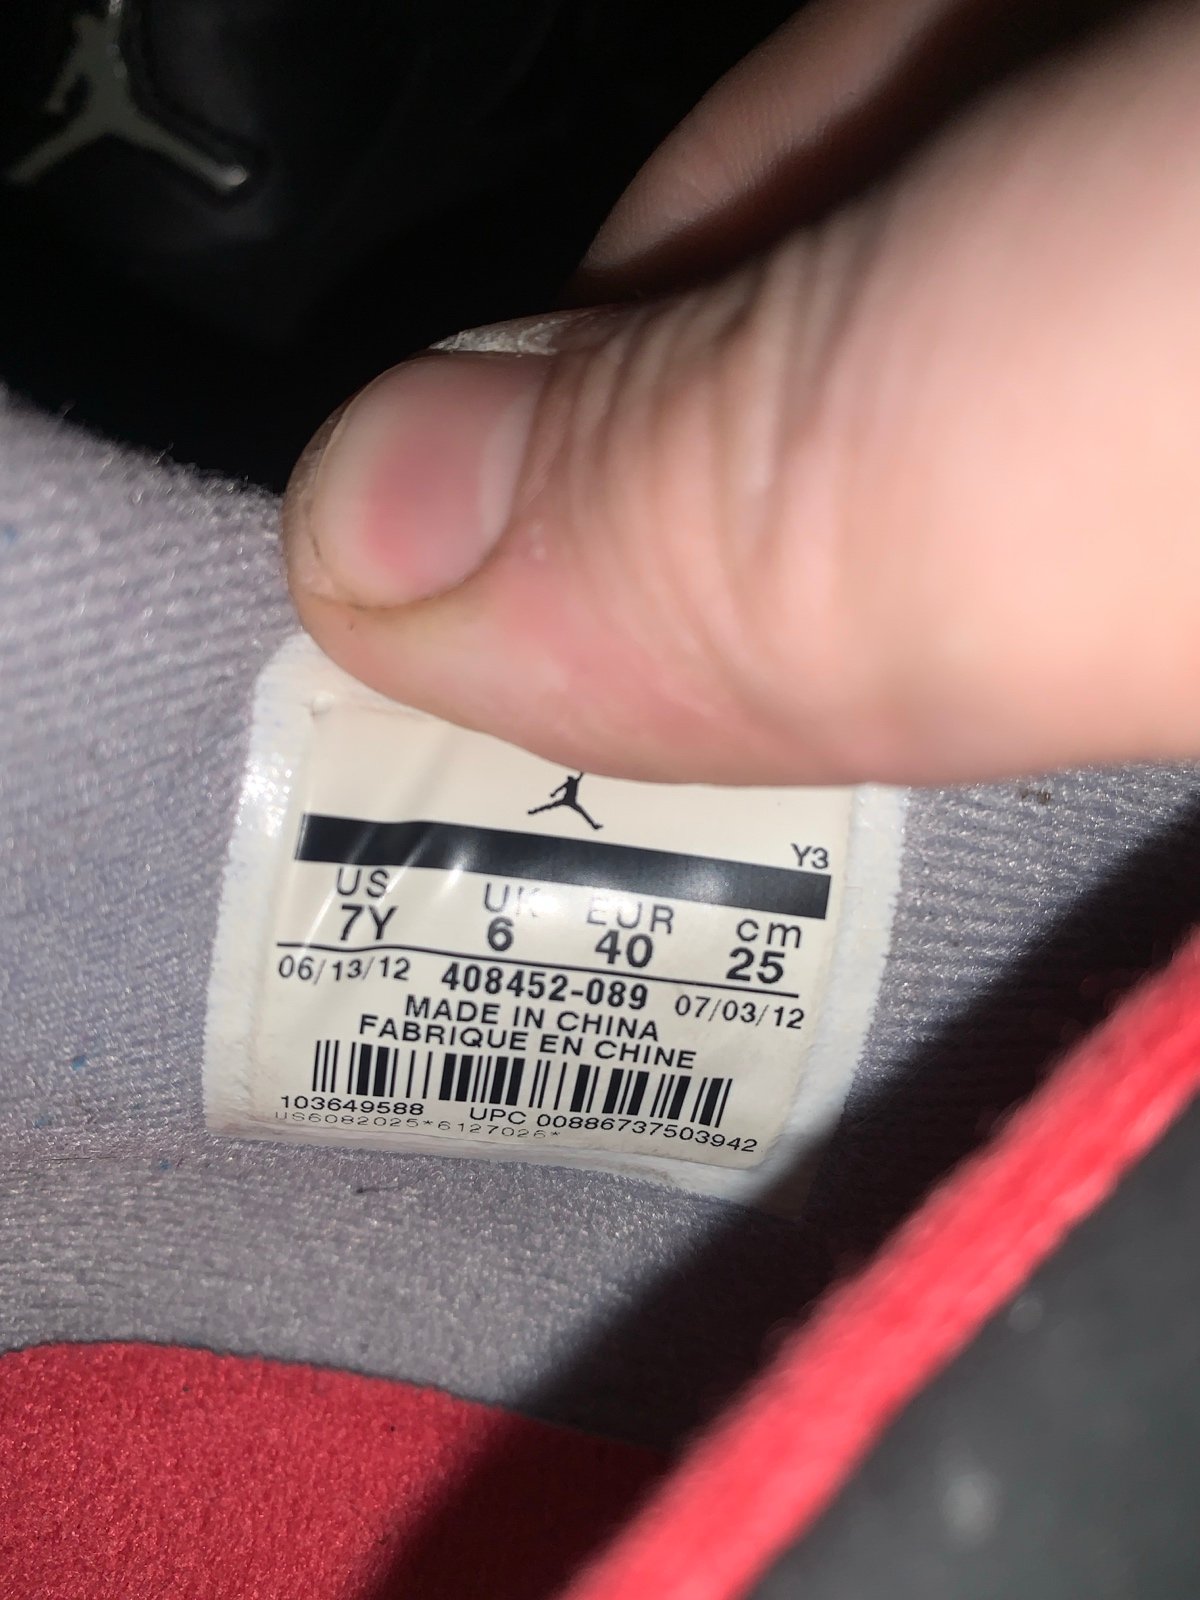 Y3
US UK EUR cm
7Y 6 40 25
06/13/12 408452-089 07/03/12
MADE IN CHINA
FABRIQUE EN CHINE
103649588 UPC 00886737503942
US6082025*6127026*